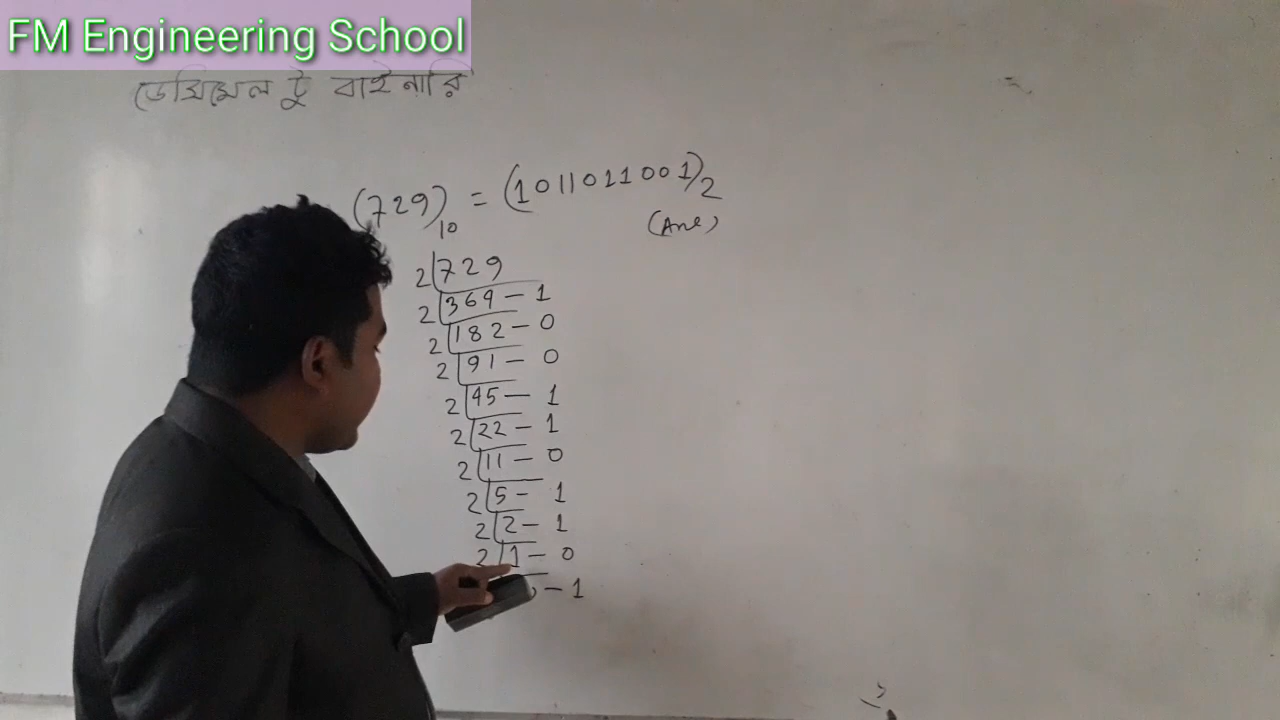 FM Engineering School
ডেসিমেল টু বাইনারি
(729)10 = (1011011001)2
(Ans)
2 729
2 364 – 1
2 182 – 0
2 91 – 0
2 45 – 1
2 22 – 1
2 11 – 0
2 5 – 1
2 2 – 1
2 1 – 0
– 1